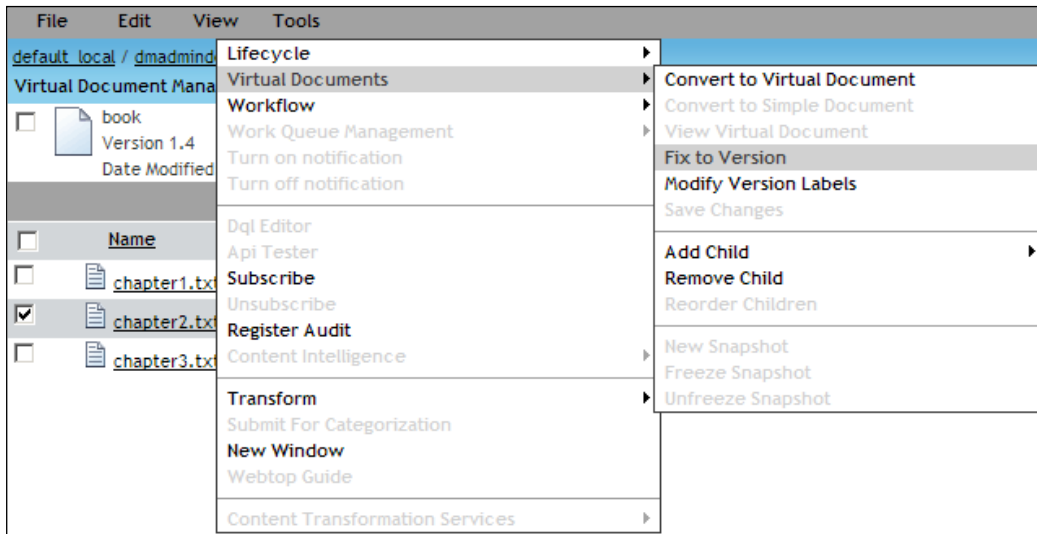 File Edit View Tools
default_local / dmadmind
Virtual Document Mana
book
Version 1.4
Date Modified
Name
chapter1.txt
chapter2.txt
chapter3.txt
Lifecycle
Virtual Documents
Workflow
Work Queue Management
Turn on notification
Turn off notification
Dql Editor
Api Tester
Subscribe
Unsubscribe
Register Audit
Content Intelligence
Transform
Submit For Categorization
New Window
Webtop Guide
Content Transformation Services
Convert to Virtual Document
Convert to Simple Document
View Virtual Document
Fix to Version
Modify Version Labels
Save Changes
Add Child
Remove Child
Reorder Children
New Snapshot
Freeze Snapshot
Unfreeze Snapshot